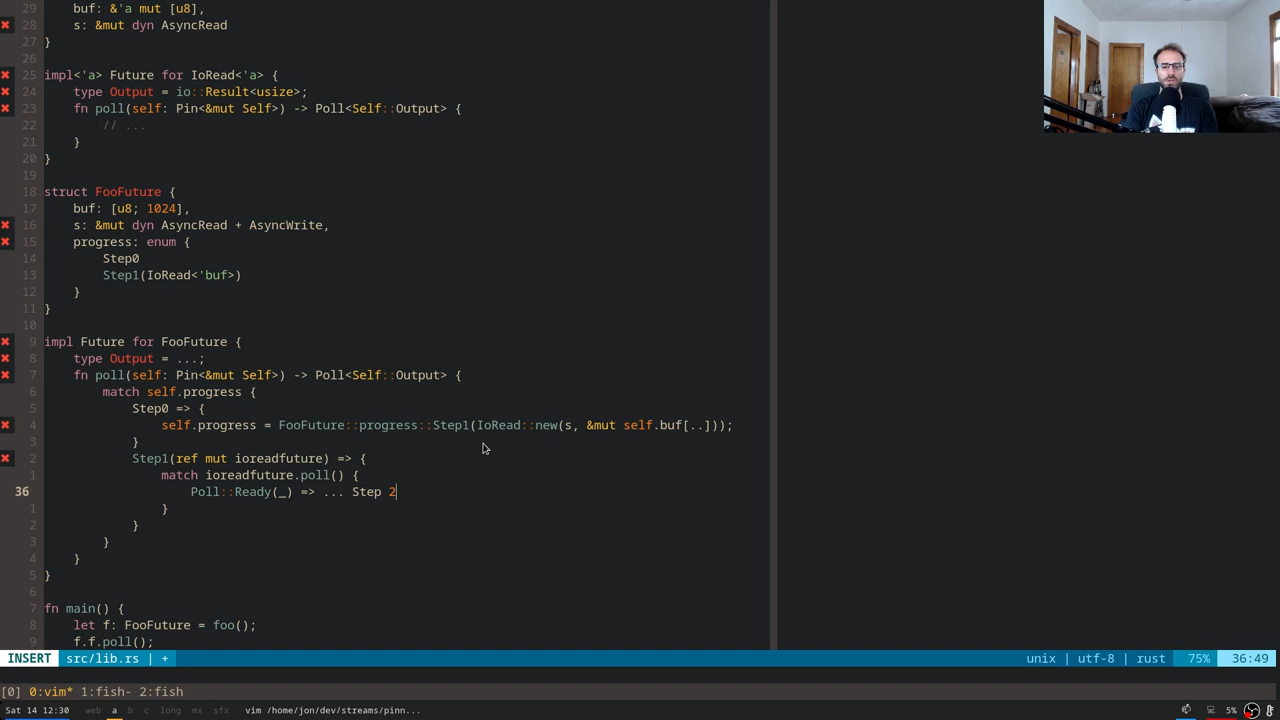 29     buf: &'a mut [u8],
28     s: &mut dyn AsyncRead
27 }
26
25 impl<'a> Future for IoRead<'a> {
24     type Output = io::Result<usize>;
23     fn poll(self: Pin<&mut Self>) -> Poll<Self::Output> {
22         // ...
21     }
20 }
19
18 struct FooFuture {
17     buf: [u8; 1024],
16     s: &mut dyn AsyncRead + AsyncWrite,
15     progress: enum {
14         Step0
13         Step1(IoRead<'buf>)
12     }
11 }
10
9 impl Future for FooFuture {
8     type Output = ...;
7     fn poll(self: Pin<&mut Self>) -> Poll<Self::Output> {
6         match self.progress {
5             Step0 => {
4                 self.progress = FooFuture::progress::Step1(IoRead::new(s, &mut self.buf[..]));
3             }
2             Step1(ref mut ioreadfuture) => {
1                 match ioreadfuture.poll() {
36                     Poll::Ready(_) => ... Step 2
1                 }
2             }
3         }
4     }
5 }
6
7 fn main() {
8     let f: FooFuture = foo();
9     f.f.poll();
INSERT src/lib.rs | + unix | utf-8 | rust 75% 36:49
[0] 0:vim* 1:fish- 2:fish
Sat 14 12:30 web a b c long mx sfx vim /home/jon/dev/streams/pinn... 5%